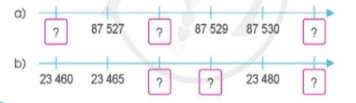 a)
? 87 527 ? 87 529 87 530 ?
b)
23 460 23 465 ? ? 23 480 ?